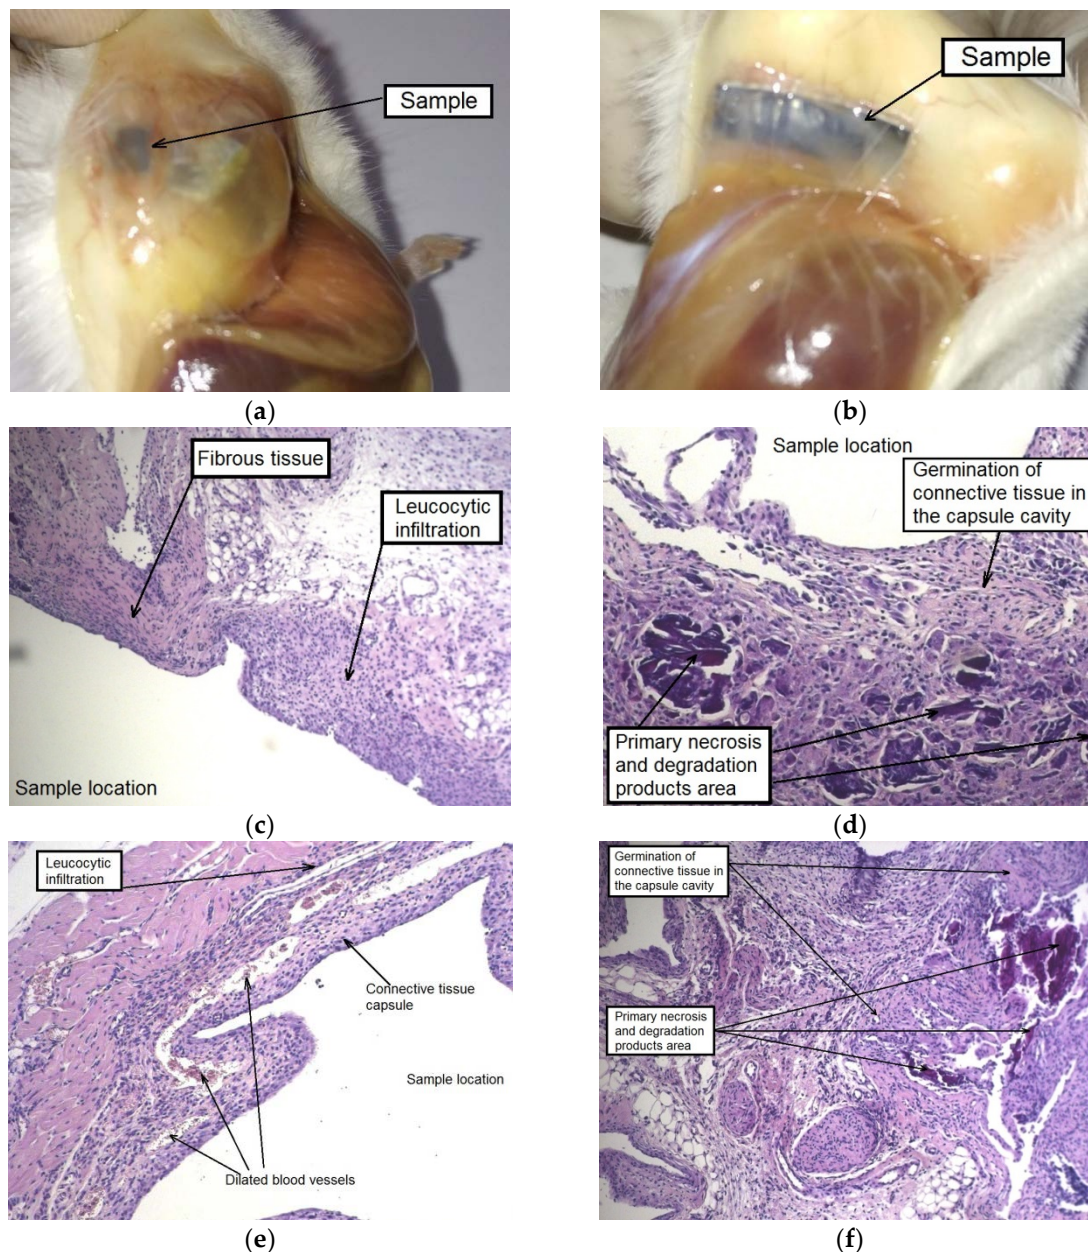 Sample
Sample
(a)
(b)
Fibrous tissue
Leucocytic
infiltration
Sample location
(c)
Sample location
Germination of
connective tissue in
the capsule cavity
Primary necrosis
and degradation
products area
(d)
Leucocytic
infiltration
Connective tissue
capsule
Sample location
Dilated blood vessels
(e)
Germination of
connective tissue
in the capsule cavity
Primary necrosis
and degradation
products area
(f)